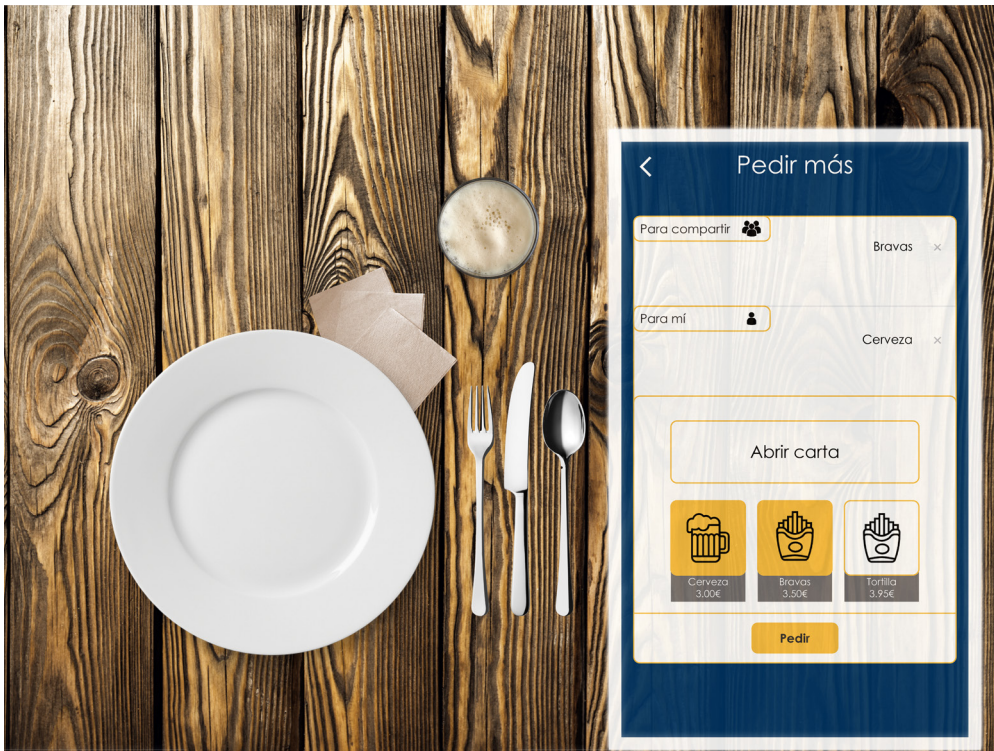 Pedir más
Para compartir
Bravas
Para mí
Cerveza
Abrir carta
Cerveza
3.00€
Bravas
3.50€
Tortilla
3.95€
Pedir